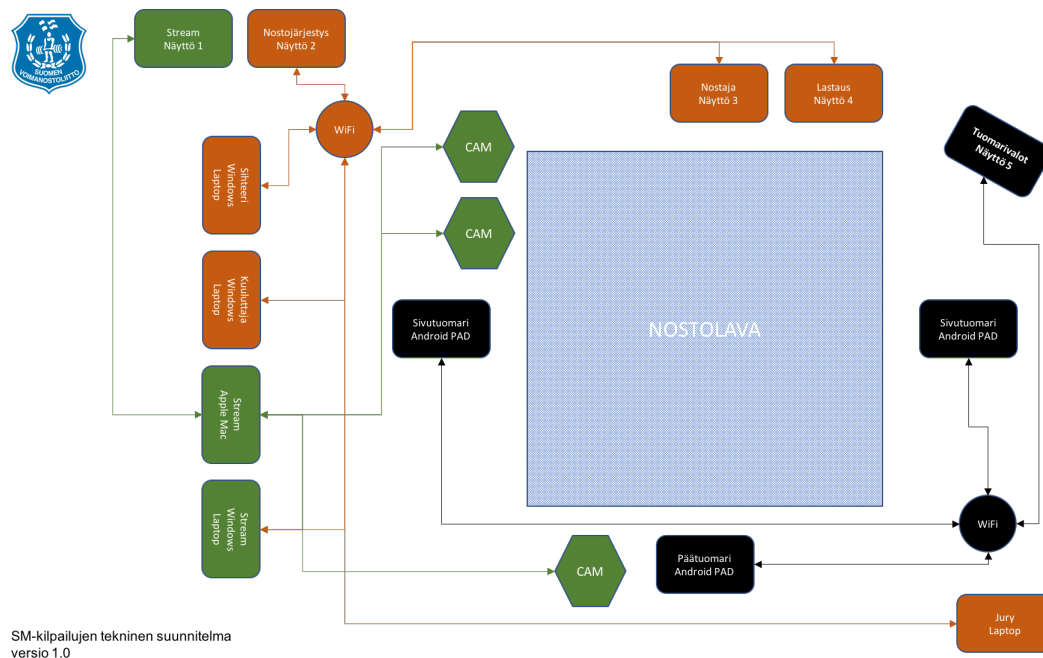 SUOMEN
VOIMANOSTOLIITTO
Stream
Näyttö 1
Nostojärjestys
Näyttö 2
Nostaja
Näyttö 3
Lastaus
Näyttö 4
WiFi
CAM
Tuomarivalot
Näyttö 5
Sihteeri
Windows
Laptop
CAM
Kuuluttaja
Windows
Laptop
Sivutuomari
Android PAD
NOSTOLAVA
Sivutuomari
Android PAD
Stream
Apple Mac
Stream
Windows
Laptop
WiFi
CAM
Päätuomari
Android PAD
Jury
Laptop
SM-kilpailujen tekninen suunnitelma
versio 1.0